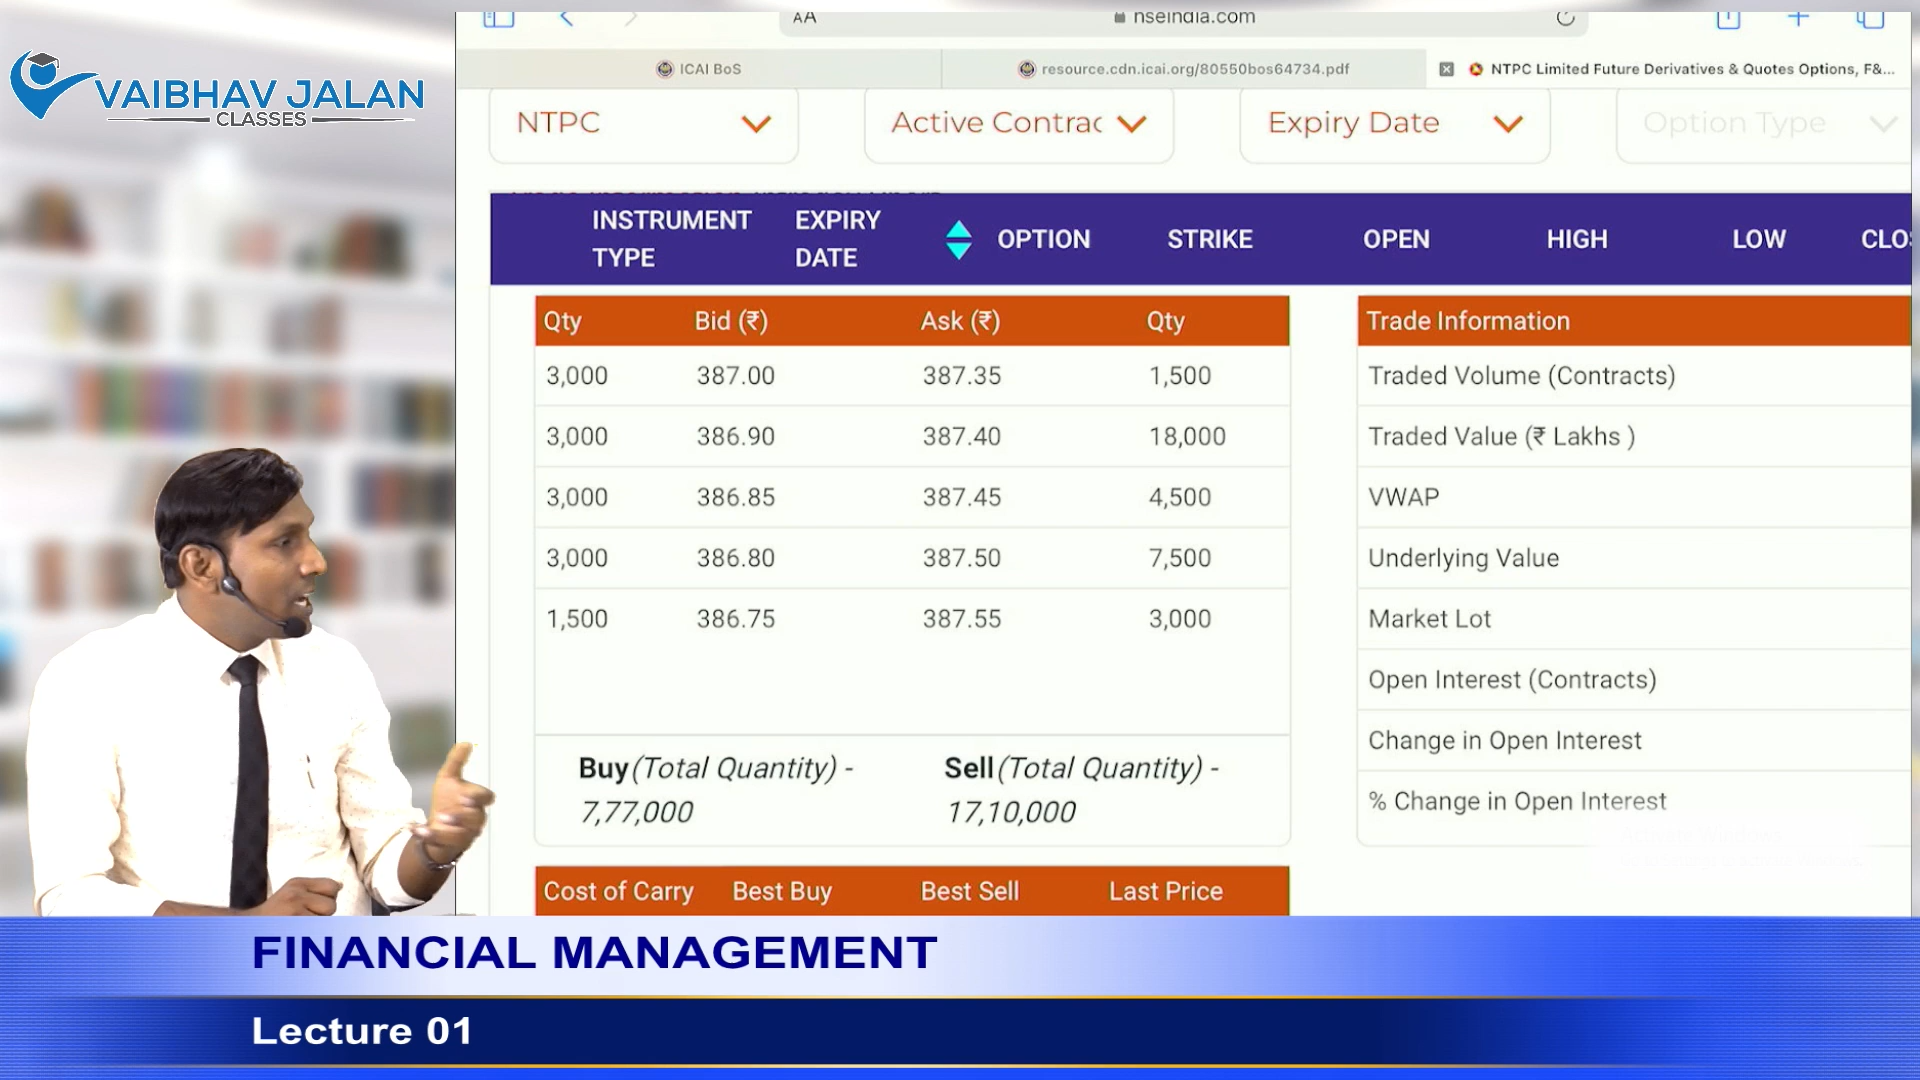 VAIBHAV JALAN
CLASSES
AA
nseindia.com
ICAI BoS
resource.cdn.icai.org/80550bos64734.pdf
NTPC Limited Future Derivatives & Quotes Options, F&...
NTPC
Active Contrac
Expiry Date
Option Type
INSTRUMENT TYPE EXPIRY DATE OPTION STRIKE OPEN HIGH LOW CLOS
Qty Bid (₹) Ask (₹) Qty
3,000 387.00 387.35 1,500
3,000 386.90 387.40 18,000
3,000 386.85 387.45 4,500
3,000 386.80 387.50 7,500
1,500 386.75 387.55 3,000
Buy (Total Quantity) - 7,77,000
Sell (Total Quantity) - 17,10,000
Cost of Carry Best Buy Best Sell Last Price
Trade Information
Traded Volume (Contracts)
Traded Value (₹ Lakhs )
VWAP
Underlying Value
Market Lot
Open Interest (Contracts)
Change in Open Interest
% Change in Open Interest
FINANCIAL MANAGEMENT
Lecture 01